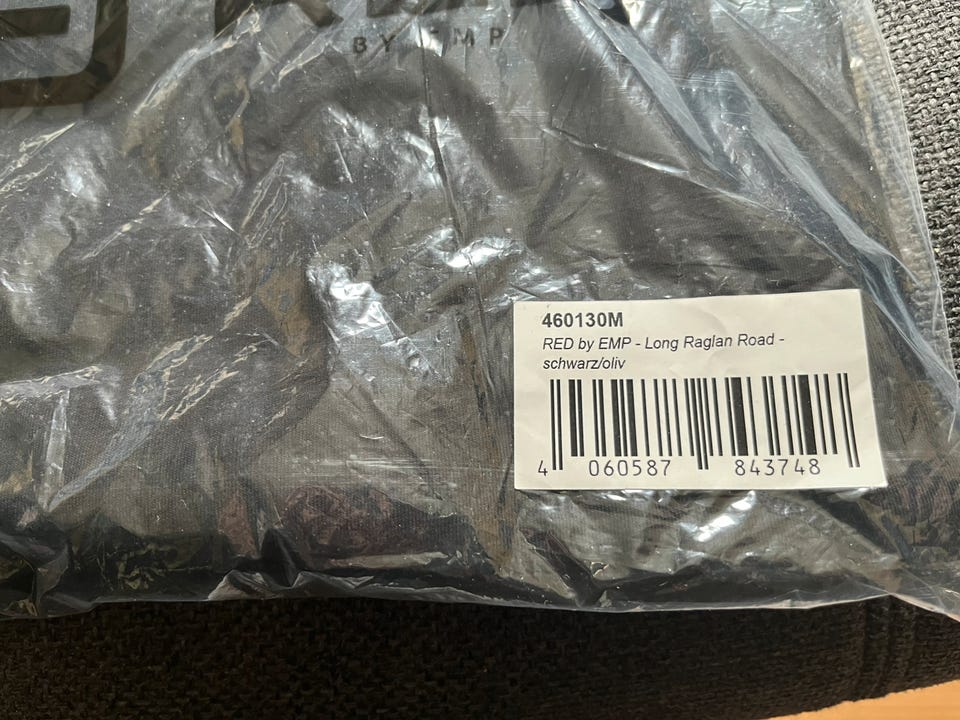 BY EMP
460130M
RED by EMP - Long Raglan Road -
schwarz/oliv
4 060587 843748